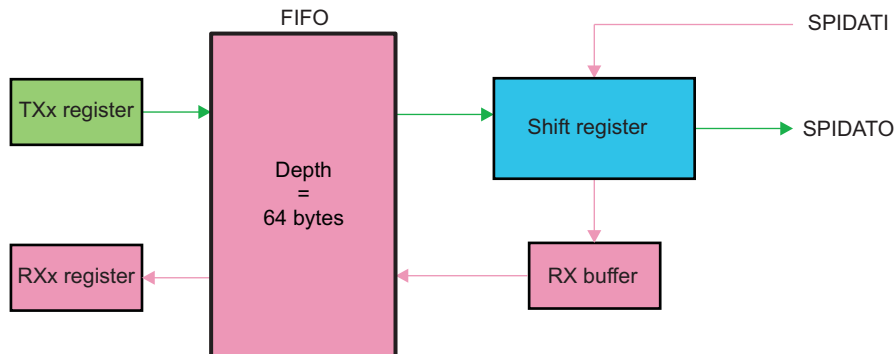 FIFO
SPIDATI
TXx register
Shift register
SPIDATO
Depth
=
64 bytes
RXx register
RX buffer